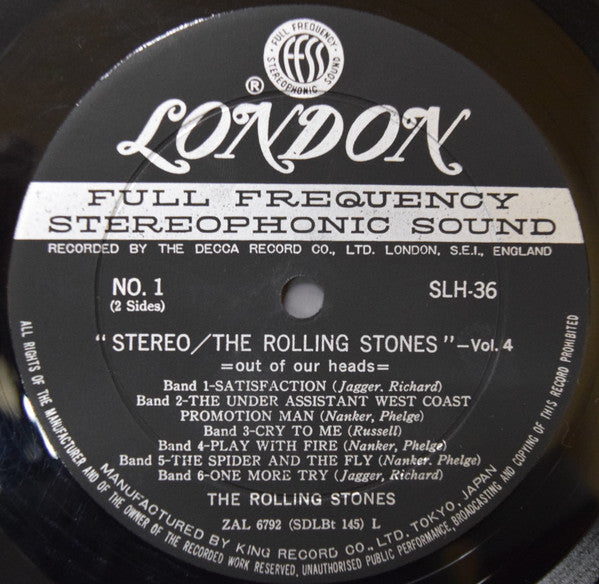 FULL FREQUENCY
ffss
STEREOPHONIC SOUND
®
LONDON
FULL FREQUENCY
STEREOPHONIC SOUND
RECORDED BY THE DECCA RECORD CO., LTD. LONDON, S.E.I., ENGLAND
NO. 1
(2 Sides)
SLH-36
"STEREO/THE ROLLING STONES"-Vol. 4
=out of our heads=
Band 1-SATISFACTION (Jagger. Richard)
Band 2-THE UNDER ASSISTANT WEST COAST
PROMOTION MAN (Nanker, Phelge)
Band 3-CRY TO ME (Russell)
Band 4-PLAY WITH FIRE (Nanker, Phelge)
Band 5-THE SPIDER AND THE FLY (Nanker. Phelge)
Band 6-ONE MORE TRY (Jagger, Richard)
THE ROLLING STONES
ZAL 6792 (SDLBt 145) L
MANUFACTURED BY KING RECORD CO., LTD. TOKYO, JAPAN
ALL RIGHTS OF THE MANUFACTURER AND OF THE OWNER OF THE RECORDED WORK RESERVED, UNAUTHORISED PUBLIC PERFORMANCE, BROADCASTING AND COPYING OF THIS RECORD PROHIBITED